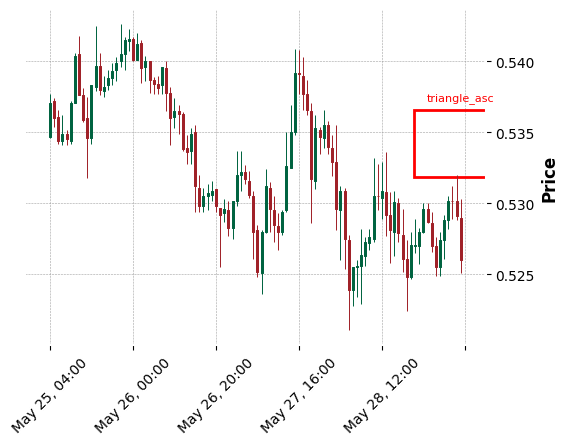 triangle_asc
0.540
0.535
0.530
0.525
Price
May 25, 04:00
May 26, 00:00
May 26, 20:00
May 27, 16:00
May 28, 12:00